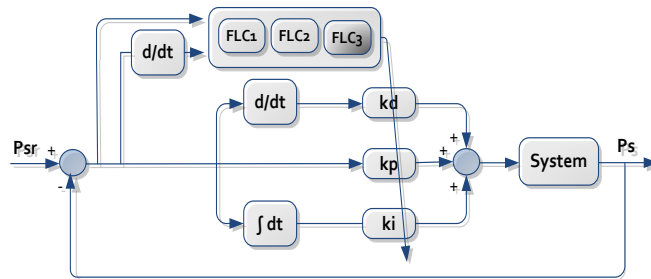 FLC1 FLC2 FLC3
d/dt
d/dt
kd
Psr +
+
Ps
+
kp
System
-
+
∫ dt
ki